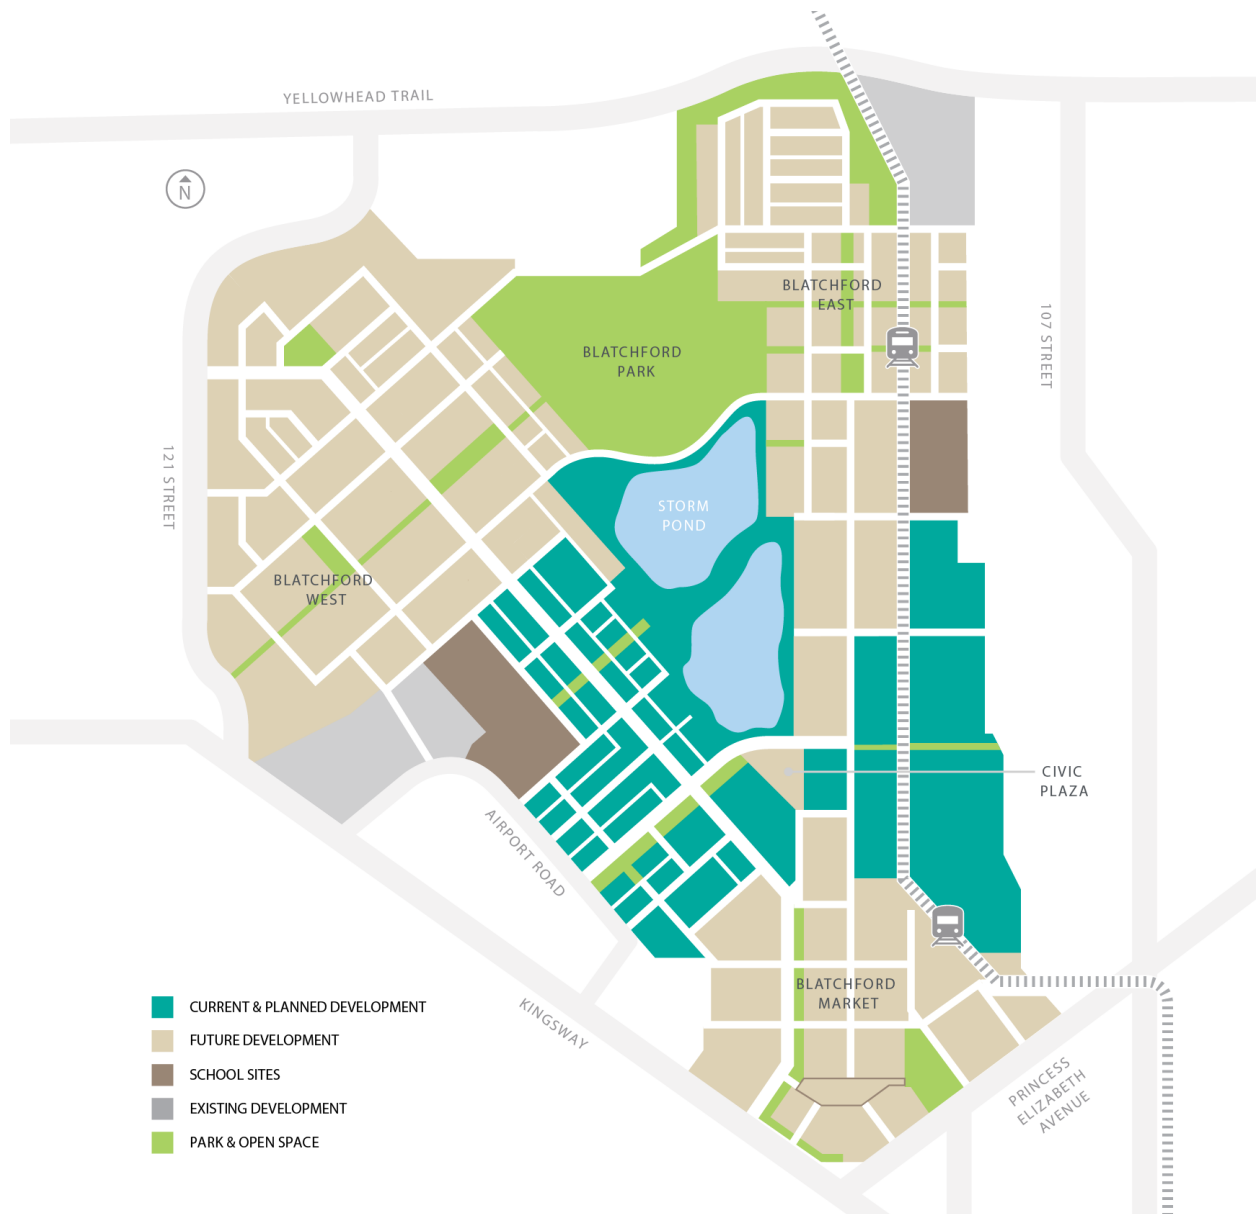 YELLOWHEAD TRAIL
N
BLATCHFORD
EAST
BLATCHFORD
PARK
107 STREET
121 STREET
STORM
POND
BLATCHFORD
WEST
CIVIC
PLAZA
AIRPORT ROAD
BLATCHFORD
MARKET
KINGSWAY
PRINCESS
ELIZABETH
AVENUE
CURRENT & PLANNED DEVELOPMENT
FUTURE DEVELOPMENT
SCHOOL SITES
EXISTING DEVELOPMENT
PARK & OPEN SPACE